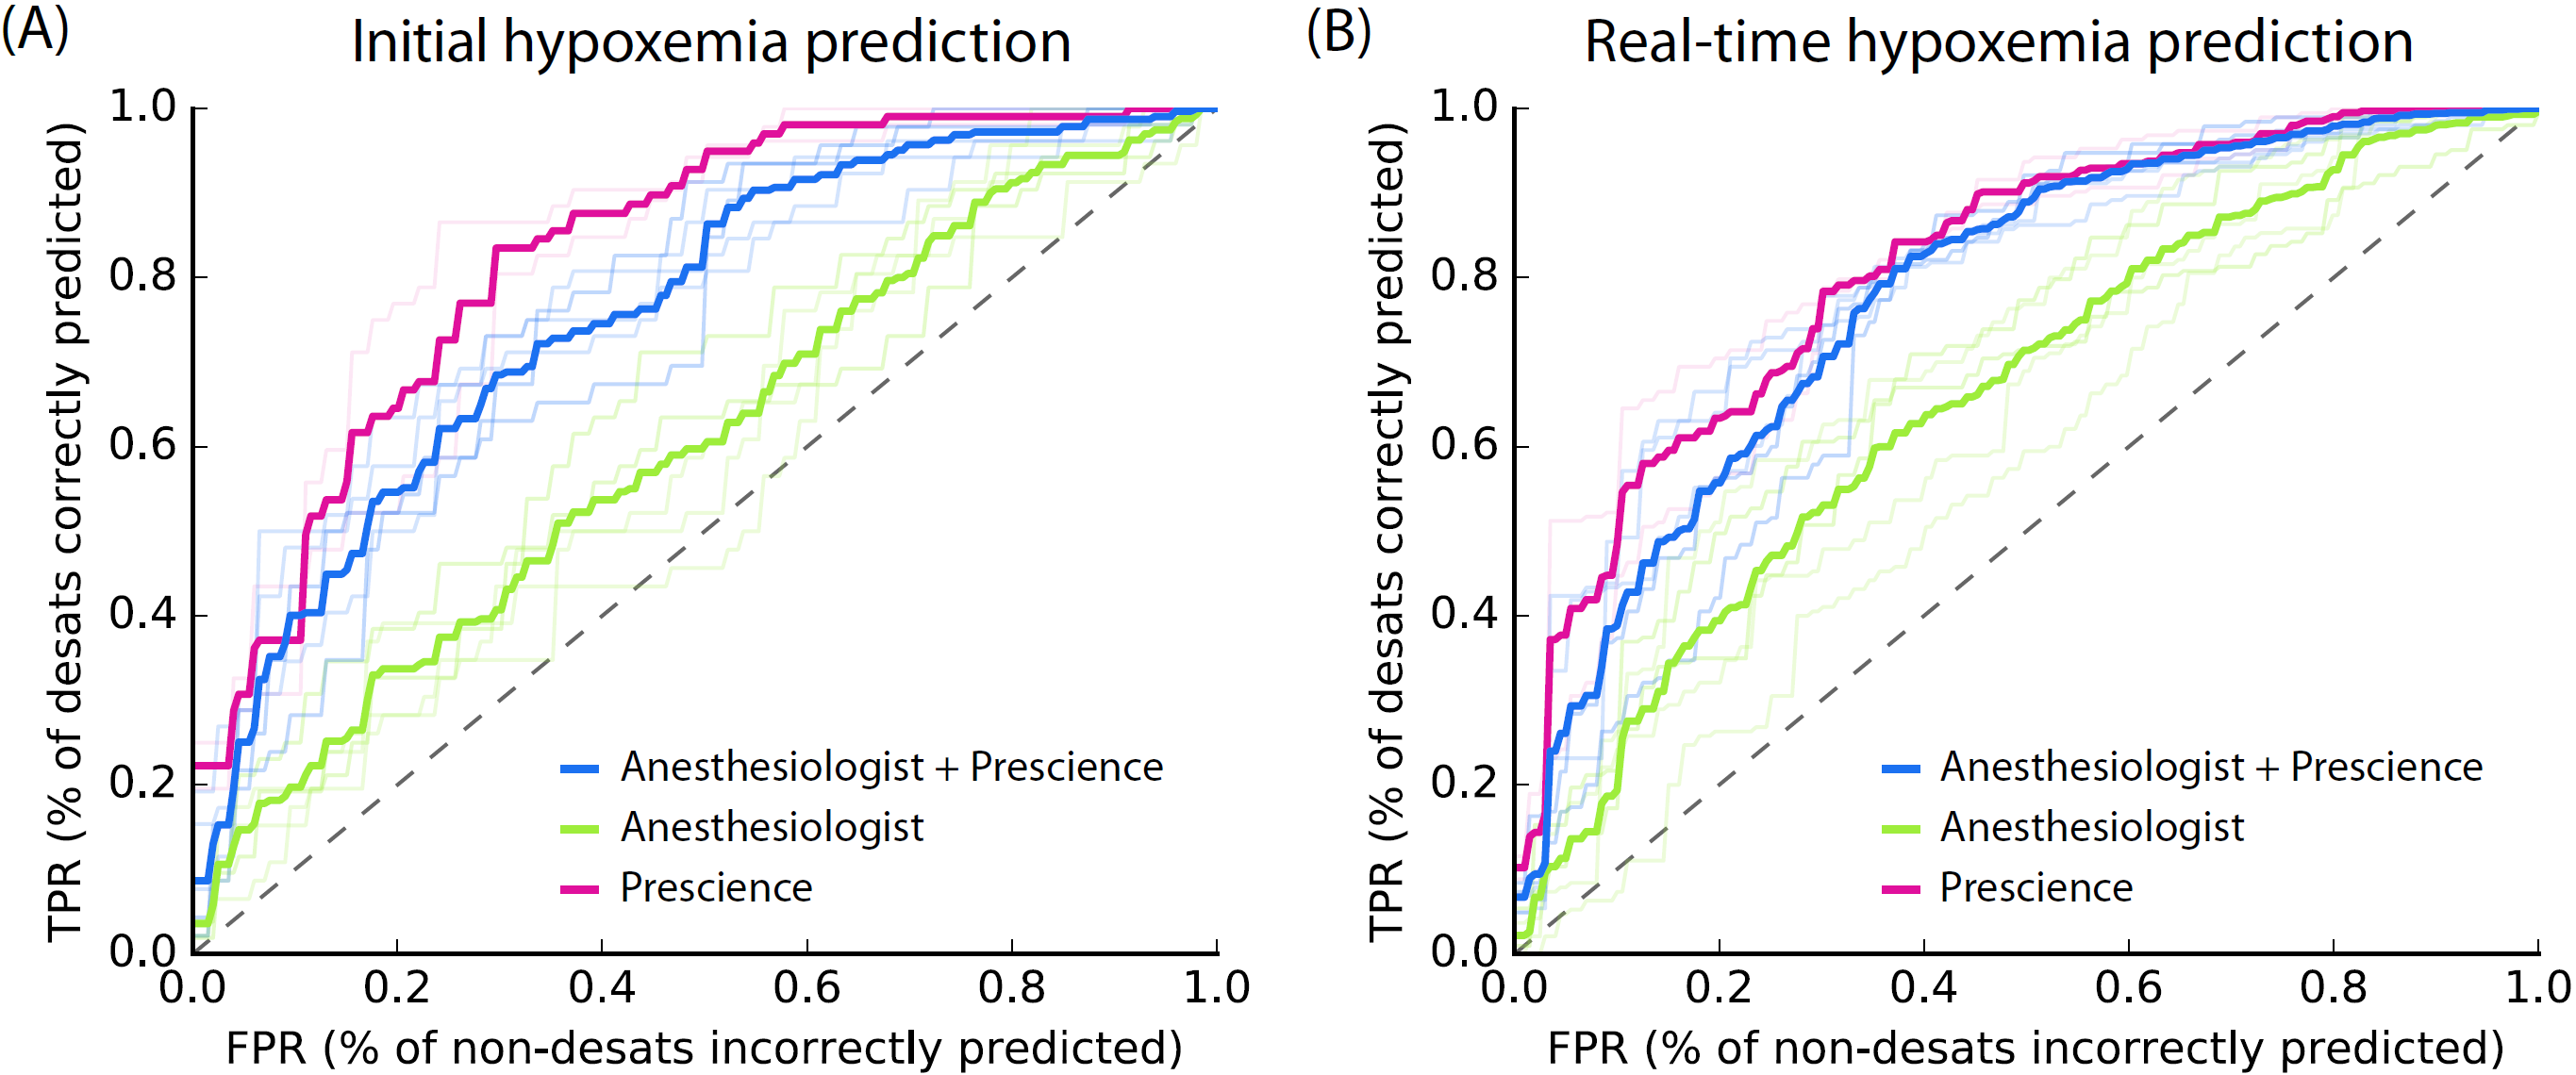 (A)
Initial hypoxemia prediction
TPR (% of desats correctly predicted)
1.0
0.8
0.6
0.4
0.2
0.0
0.0 0.2 0.4 0.6 0.8 1.0
FPR (% of non-desats incorrectly predicted)
Anesthesiologist + Prescience
Anesthesiologist
Prescience
(B)
Real-time hypoxemia prediction
TPR (% of desats correctly predicted)
1.0
0.8
0.6
0.4
0.2
0.0
0.0 0.2 0.4 0.6 0.8 1.0
FPR (% of non-desats incorrectly predicted)
Anesthesiologist + Prescience
Anesthesiologist
Prescience